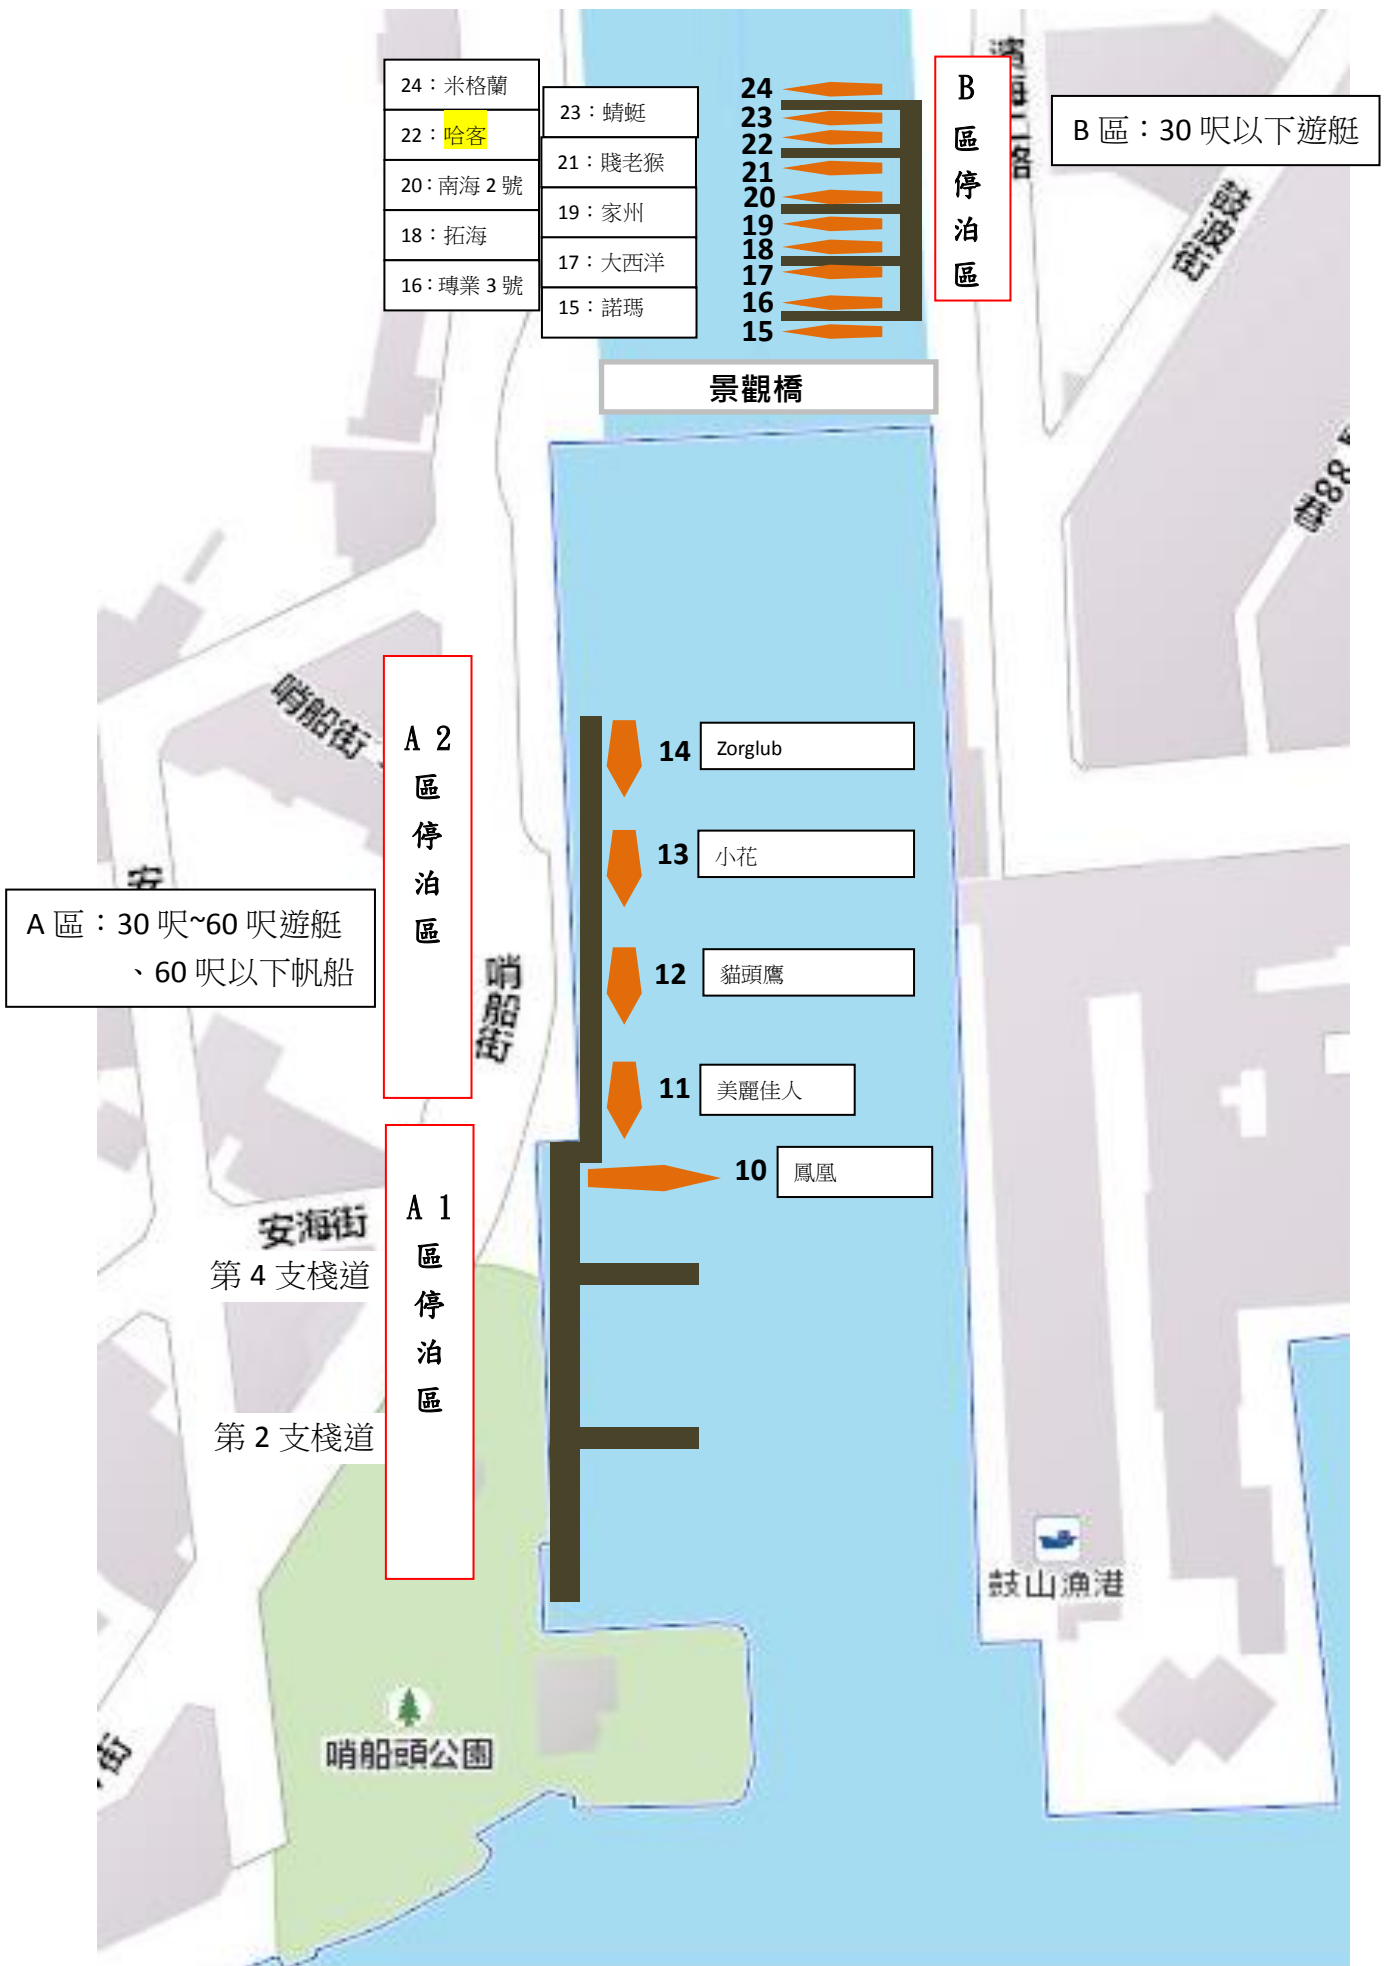 24：米格蘭
23：蜻蜓
22：哈客
21：賤老猴
20：南海 2 號
19：家州
18：拓海
17：大西洋
16：瑼業 3 號
15：諾瑪
24
23
22
21
20
19
18
17
16
15
B
區
停
泊
區
B 區：30 呎以下遊艇
鼓波街
景觀橋
巷88
哨船街
A 2
區
停
泊
區
14 Zorglub
13 小花
12 貓頭鷹
11 美麗佳人
10 鳳凰
安
A 區：30 呎~60 呎遊艇
、60 呎以下帆船
哨船街
A 1
區
停
泊
區
安海街
第 4 支棧道
第 2 支棧道
鼓山漁港
哨船頭公園
街